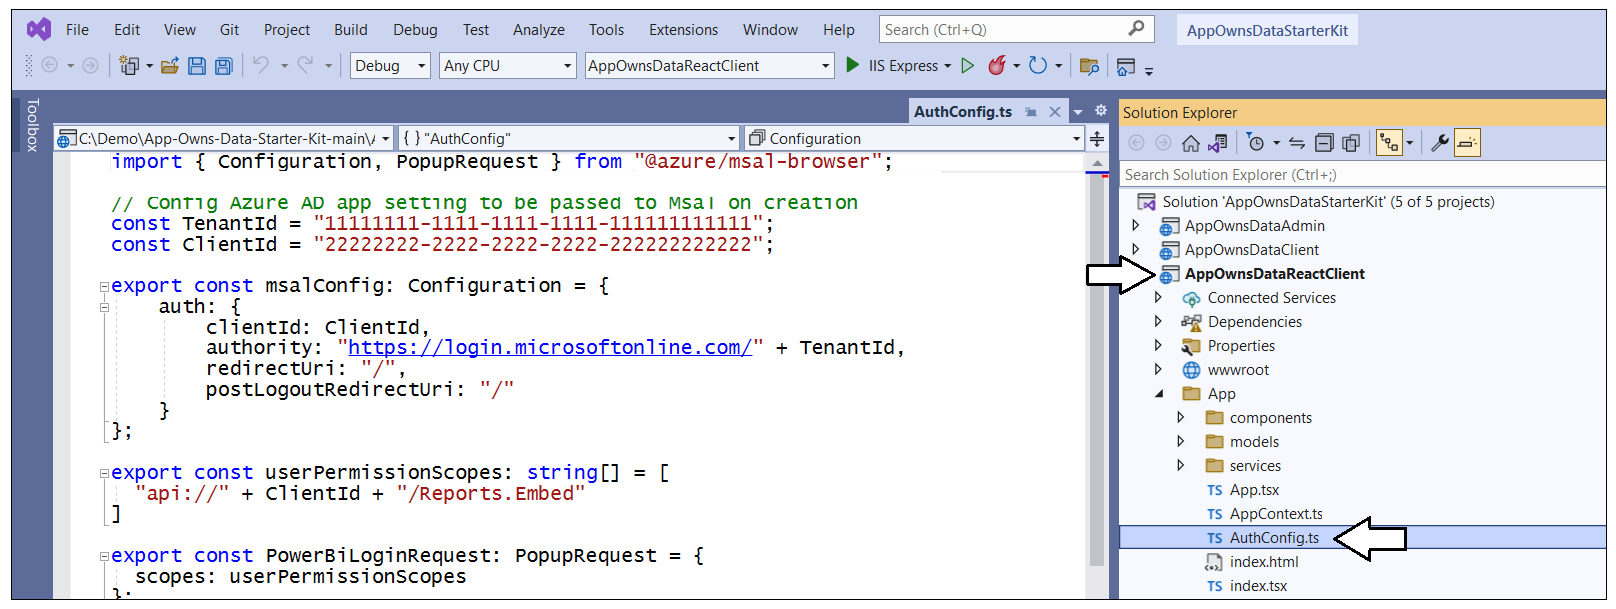 File Edit View Git Project Build Debug Test Analyze Tools Extensions Window Help Search (Ctrl+Q) AppOwnsDataStarterKit
Debug Any CPU AppOwnsDataReactClient IIS Express
Toolbox
AuthConfig.ts
C:\Demo\App-Owns-Data-Starter-Kit-main\ { } "AuthConfig" Configuration
import { Configuration, PopupRequest } from "@azure/msal-browser";
// Config Azure AD app setting to be passed to Msal on creation
const TenantId = "11111111-1111-1111-1111-111111111111";
const ClientId = "22222222-2222-2222-2222-222222222222";
export const msalConfig: Configuration = {
auth: {
clientId: ClientId,
authority: "https://login.microsoftonline.com/" + TenantId,
redirectUri: "/",
postLogoutRedirectUri: "/"
}
};
export const userPermissionScopes: string[] = [
"api://" + ClientId + "/Reports.Embed"
]
export const PowerBiLoginRequest: PopupRequest = {
scopes: userPermissionScopes
};
Solution Explorer
Search Solution Explorer (Ctrl+;)
Solution 'AppOwnsDataStarterKit' (5 of 5 projects)
AppOwnsDataAdmin
AppOwnsDataClient
AppOwnsDataReactClient
Connected Services
Dependencies
Properties
wwwroot
App
components
models
services
TS App.tsx
TS AppContext.ts
TS AuthConfig.ts
index.html
TS index.tsx